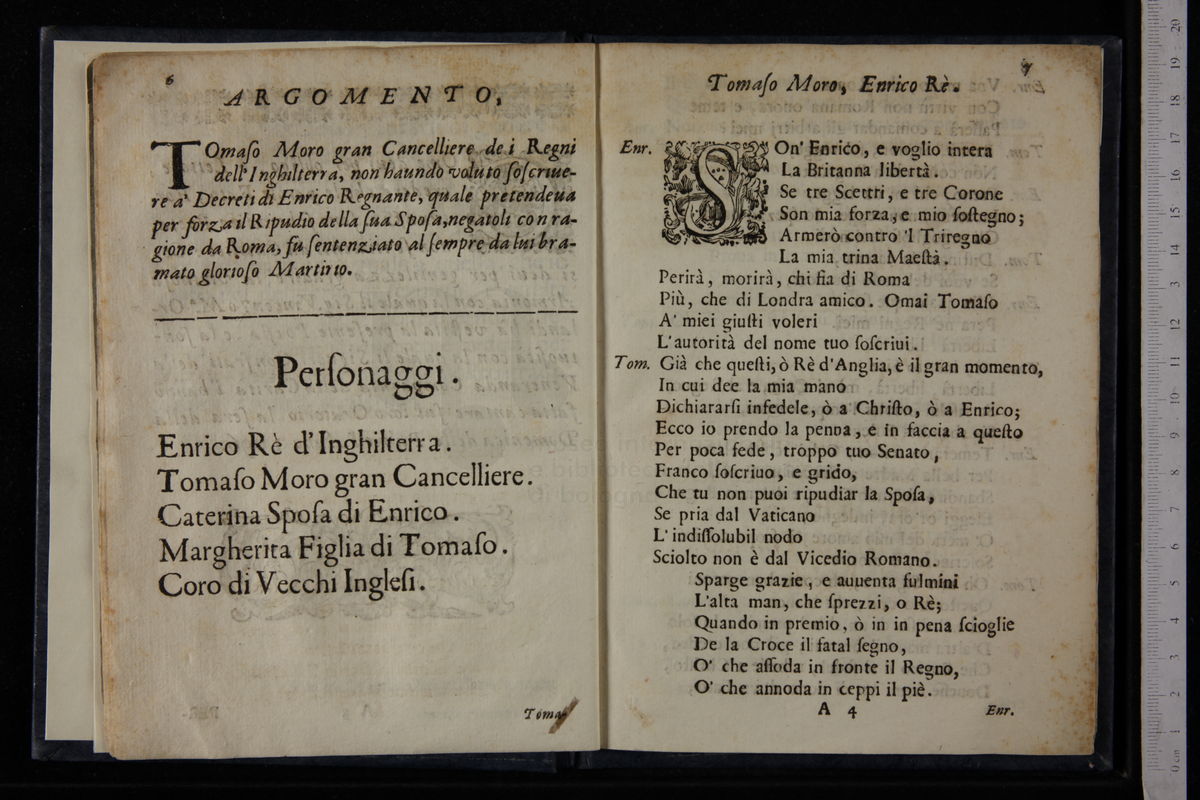 6
ARGOMENTO,
TOmaſo Moro gran Cancelliere de i Regni
dell'Inghilterra, non hauendo voluto ſoſcriue-
re a' Decreti di Enrico Regnante, quale pretendeua
per forza il Ripudio della ſua Spoſa, negatoli con ra-
gione da Roma, fù ſentenziato al ſempre da lui bra-
mato glorioſo Martirio.
Perſonaggi.
Enrico Rè d'Inghilterra.
Tomaſo Moro gran Cancelliere.
Caterina Spoſa di Enrico.
Margherita Figlia di Tomaſo.
Coro di Vecchi Ingleſi.
Toma-
7
Tomaſo Moro, Enrico Rè.
Enr. SOn' Enrico, e voglio intera
La Britanna libertà.
Se tre Scettri, e tre Corone
Son mia forza, e mio ſoſtegno;
Armerò contro 'l Triregno
La mia trina Maeſtà.
Perirà, morirà, chi fia di Roma
Più, che di Londra amico. Omai Tomaſo
A' miei giuſti voleri
L'autorità del nome tuo ſoſcriui.
Tom. Già che queſti, ò Rè d'Anglia, è il gran momento,
In cui dee la mia mano
Dichiararſi infedele, ò a Chriſto, ò a Enrico;
Ecco io prendo la penna, e in faccia a queſto
Per poca fede, troppo tuo Senato,
Franco ſoſcriuo, e grido,
Che tu non puoi ripudiar la Spoſa,
Se pria dal Vaticano
L'indiſſolubil nodo
Sciolto non è dal Vicedio Romano.
Sparge grazie, e auuenta fulmini
L'alta man, che ſprezzi, o Rè;
Quando in premio, ò in in pena ſcioglie
De la Croce il fatal ſegno,
O' che aſſoda in fronte il Regno,
O' che annoda in ceppi il piè.
A 4
Enr.